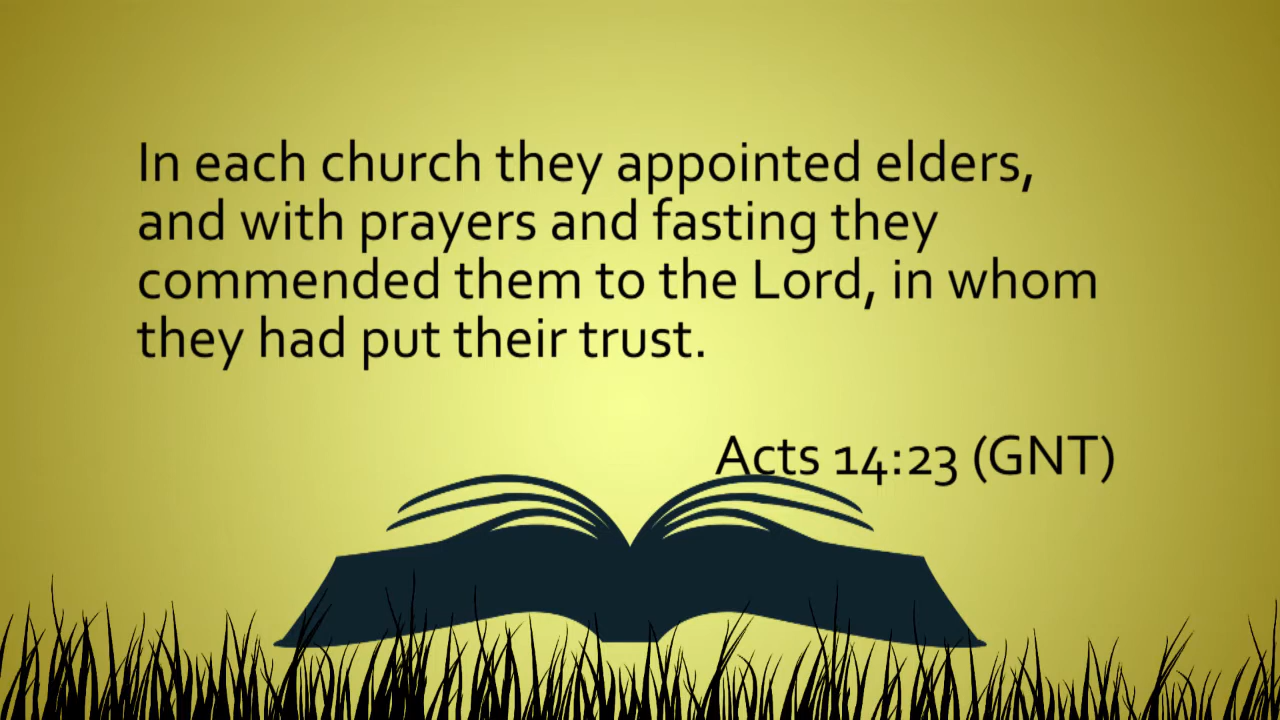 In each church they appointed elders,
and with prayers and fasting they
commended them to the Lord, in whom
they had put their trust.
Acts 14:23 (GNT)